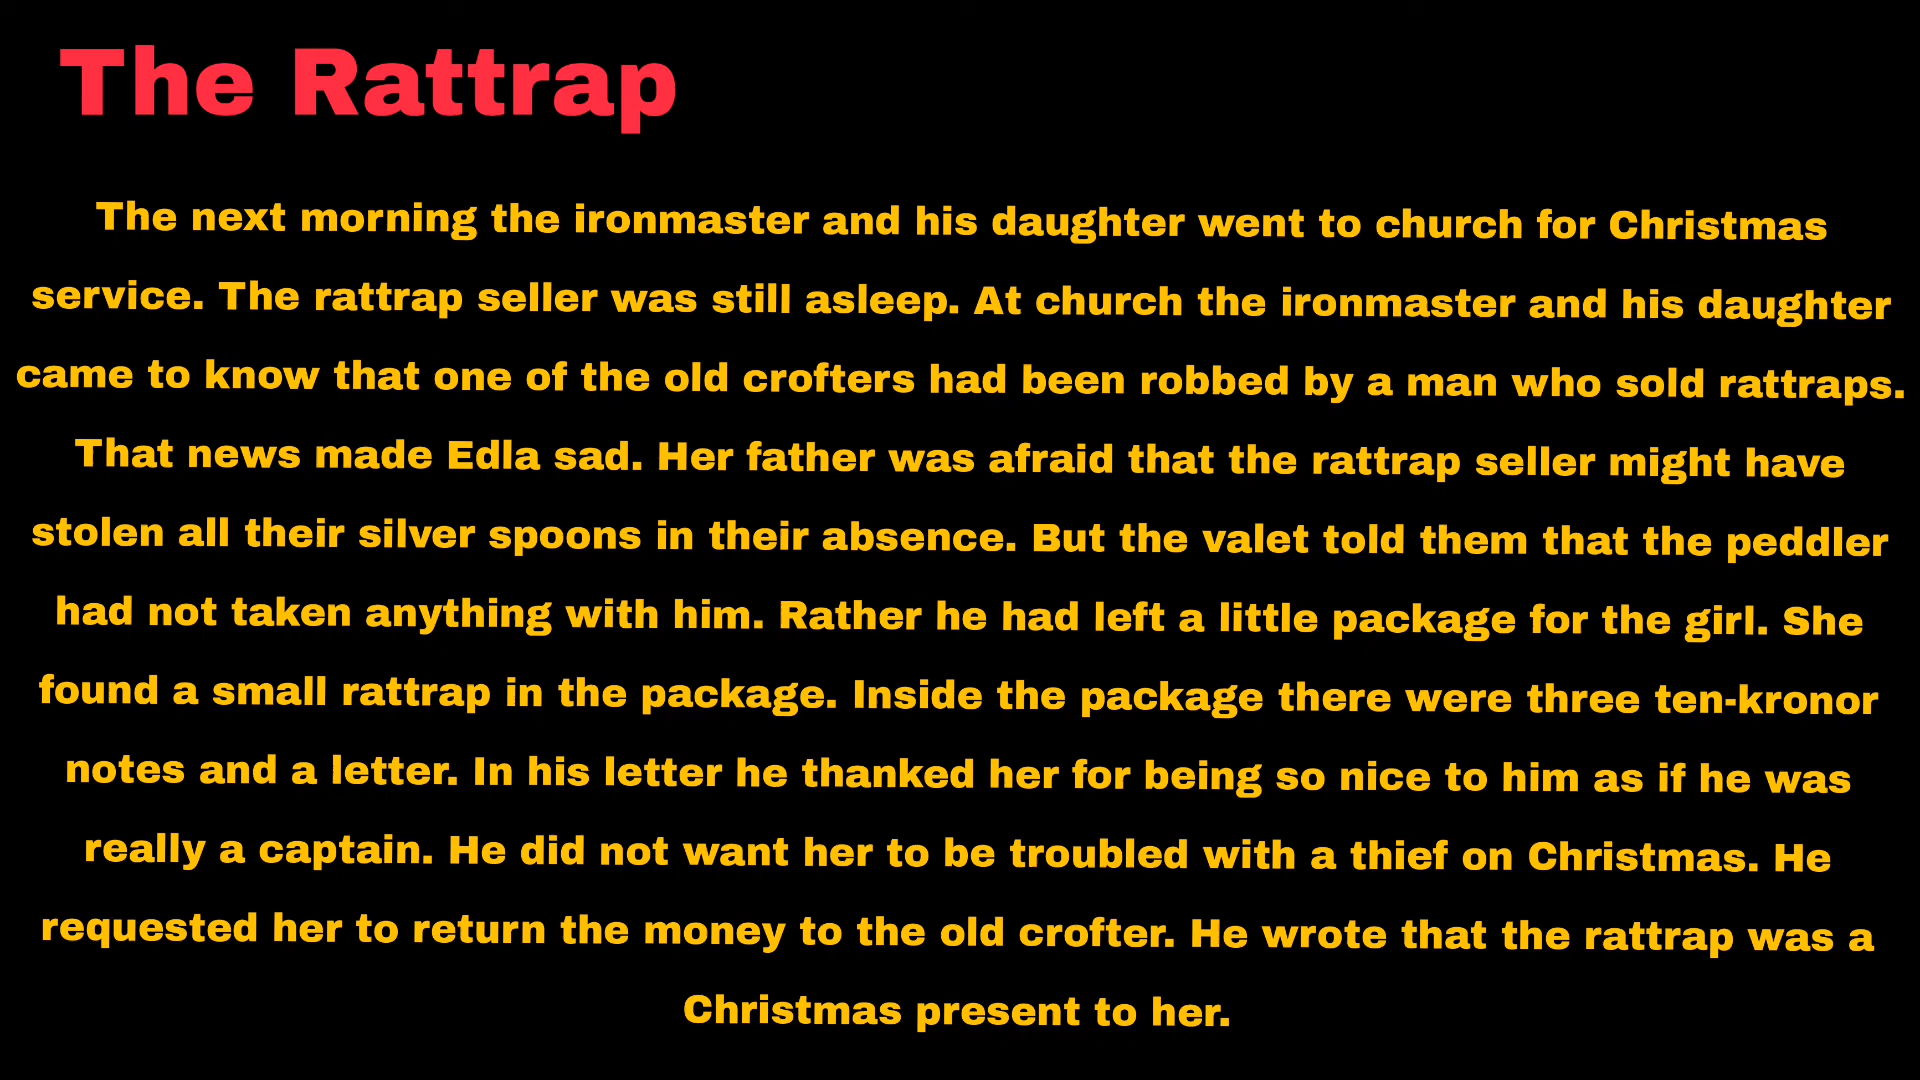 The Rattrap
The next morning the ironmaster and his daughter went to church for Christmas
service. The rattrap seller was still asleep. At church the ironmaster and his daughter
came to know that one of the old crofters had been robbed by a man who sold rattraps.
That news made Edla sad. Her father was afraid that the rattrap seller might have
stolen all their silver spoons in their absence. But the valet told them that the peddler
had not taken anything with him. Rather he had left a little package for the girl. She
found a small rattrap in the package. Inside the package there were three ten-kronor
notes and a letter. In his letter he thanked her for being so nice to him as if he was
really a captain. He did not want her to be troubled with a thief on Christmas. He
requested her to return the money to the old crofter. He wrote that the rattrap was a
Christmas present to her.